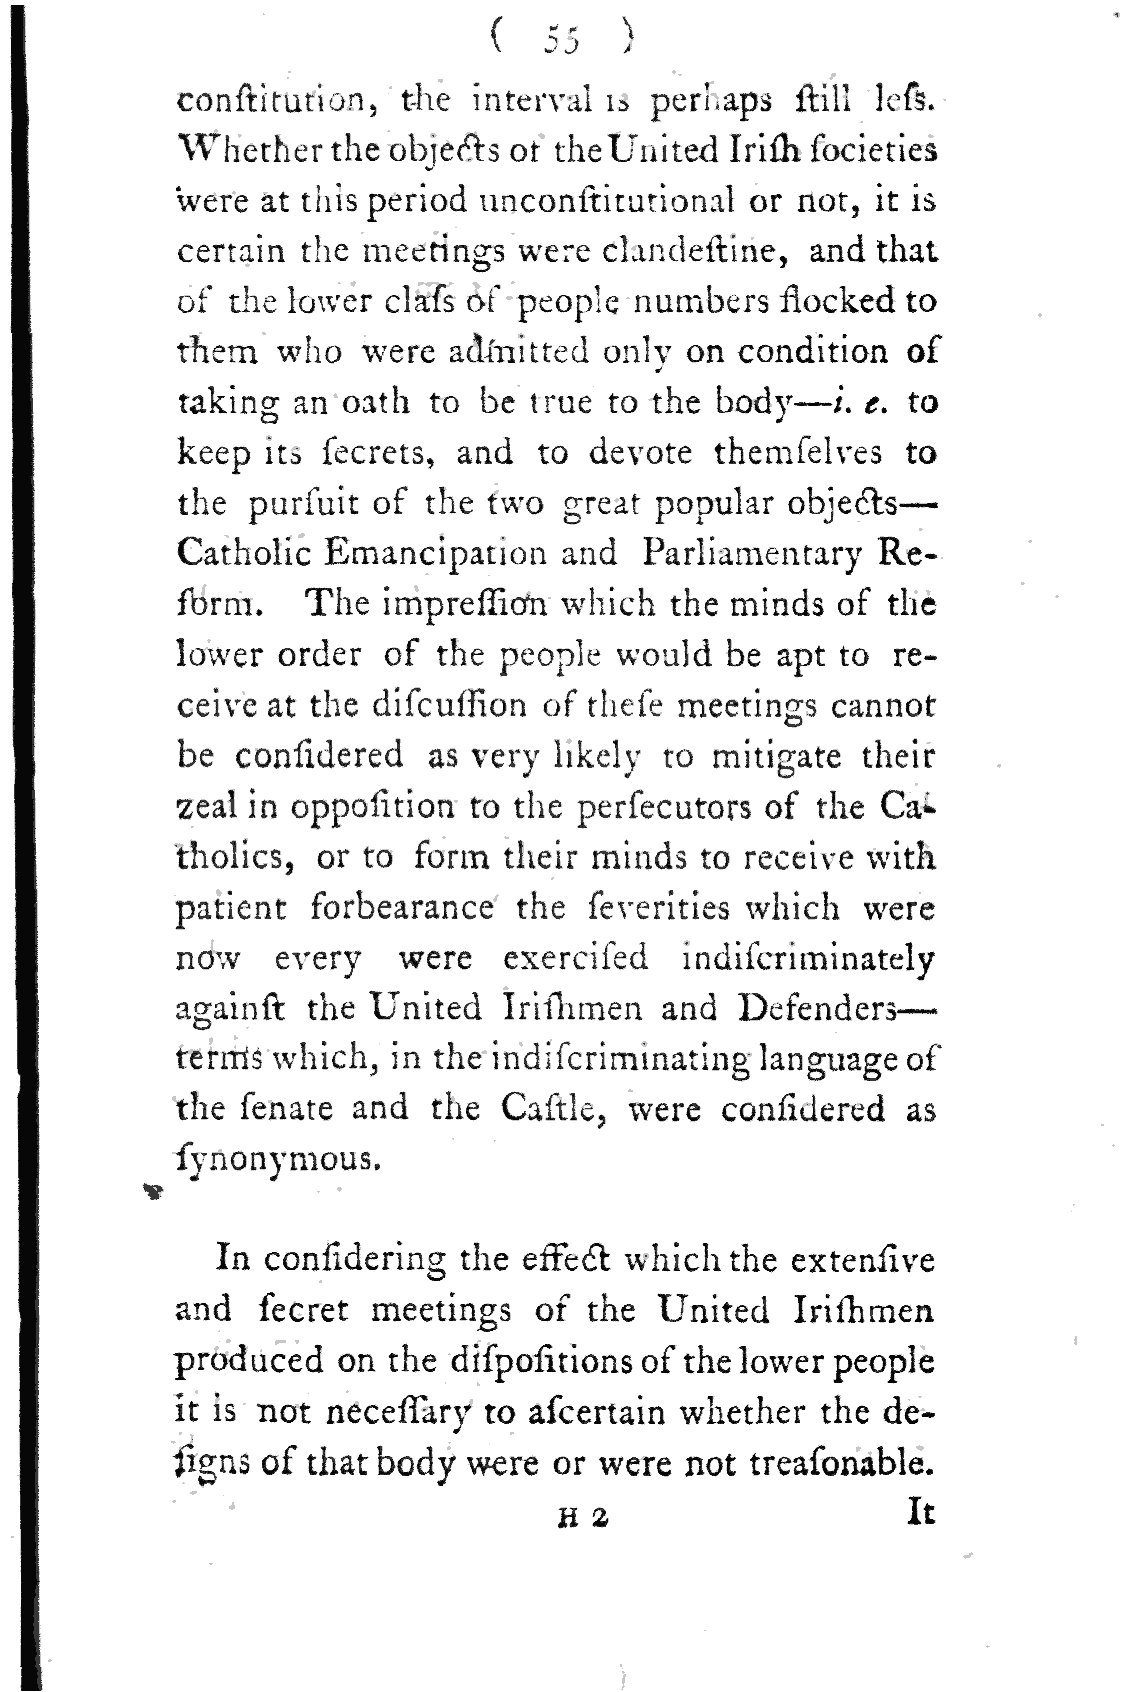 ( 55 )
conſtitution, the interval is perhaps ſtill leſs.
Whether the objects of the United Iriſh ſocieties
were at this period unconſtitutional or not, it is
certain the meetings were clandeſtine, and that
of the lower claſs of people numbers flocked to
them who were admitted only on condition of
taking an oath to be true to the body—i. e. to
keep its ſecrets, and to devote themſelves to
the purſuit of the two great popular objects—
Catholic Emancipation and Parliamentary Re-
form. The impreſſion which the minds of the
lower order of the people would be apt to re-
ceive at the diſcuſſion of theſe meetings cannot
be conſidered as very likely to mitigate their
zeal in oppoſition to the perſecutors of the Ca-
tholics, or to form their minds to receive with
patient forbearance the ſeverities which were
now every were exerciſed indiſcriminately
againſt the United Iriſhmen and Defenders—
terms which, in the indiſcriminating language of
the ſenate and the Caſtle, were conſidered as
ſynonymous.
In conſidering the effect which the extenſive
and ſecret meetings of the United Iriſhmen
produced on the diſpoſitions of the lower people
it is not neceſſary to aſcertain whether the de-
ſigns of that body were or were not treaſonable.
H 2 It